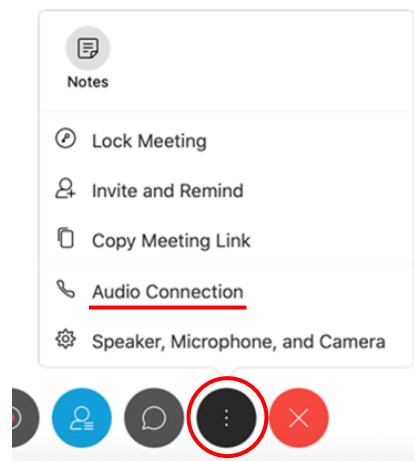 Notes
Lock Meeting
Invite and Remind
Copy Meeting Link
Audio Connection
Speaker, Microphone, and Camera